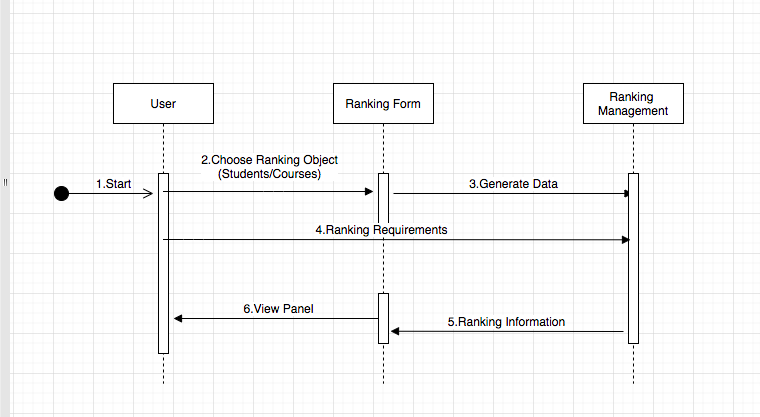 User
Ranking Form
Ranking
Management
2.Choose Ranking Object
(Students/Courses)
1.Start
3.Generate Data
4.Ranking Requirements
6.View Panel
5.Ranking Information